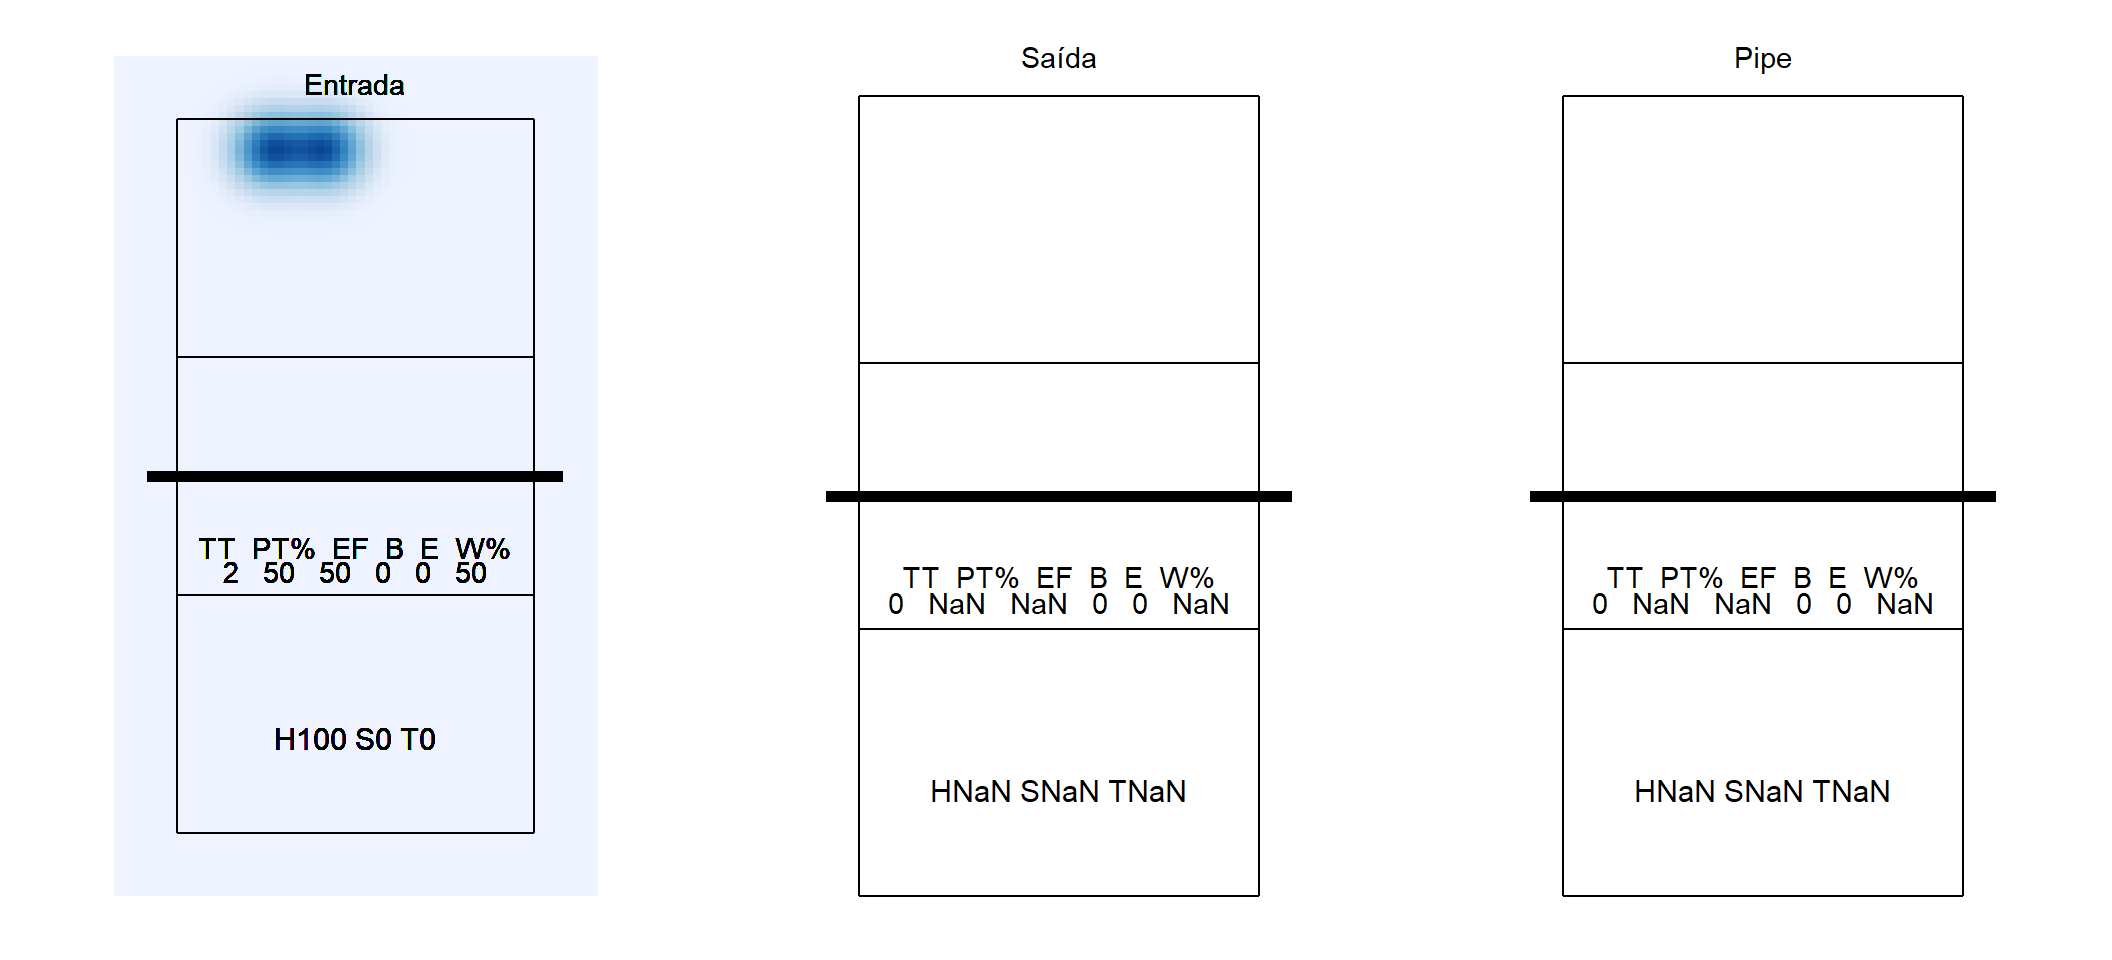 Entrada
TT PT% EF B E W%
2 50 50 0 0 50
H100 S0 T0
Saída
TT PT% EF B E W%
0 NaN NaN 0 0 NaN
HNaN SNaN TNaN
Pipe
TT PT% EF B E W%
0 NaN NaN 0 0 NaN
HNaN SNaN TNaN